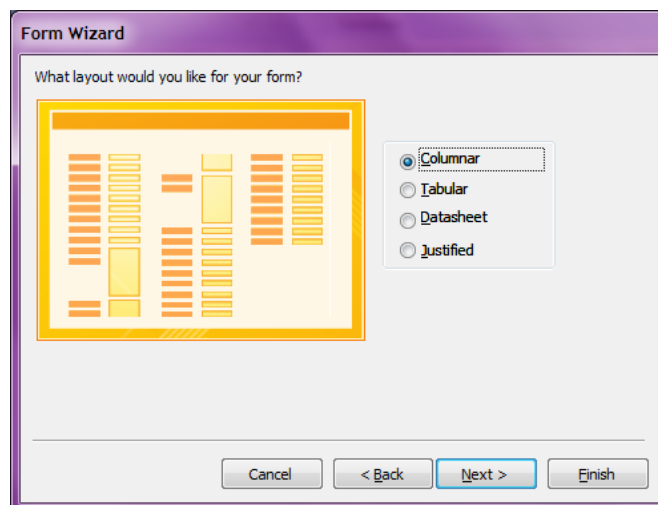 Form Wizard
What layout would you like for your form?
Columnar
Tabular
Datasheet
Justified
Cancel
< Back
Next >
Finish